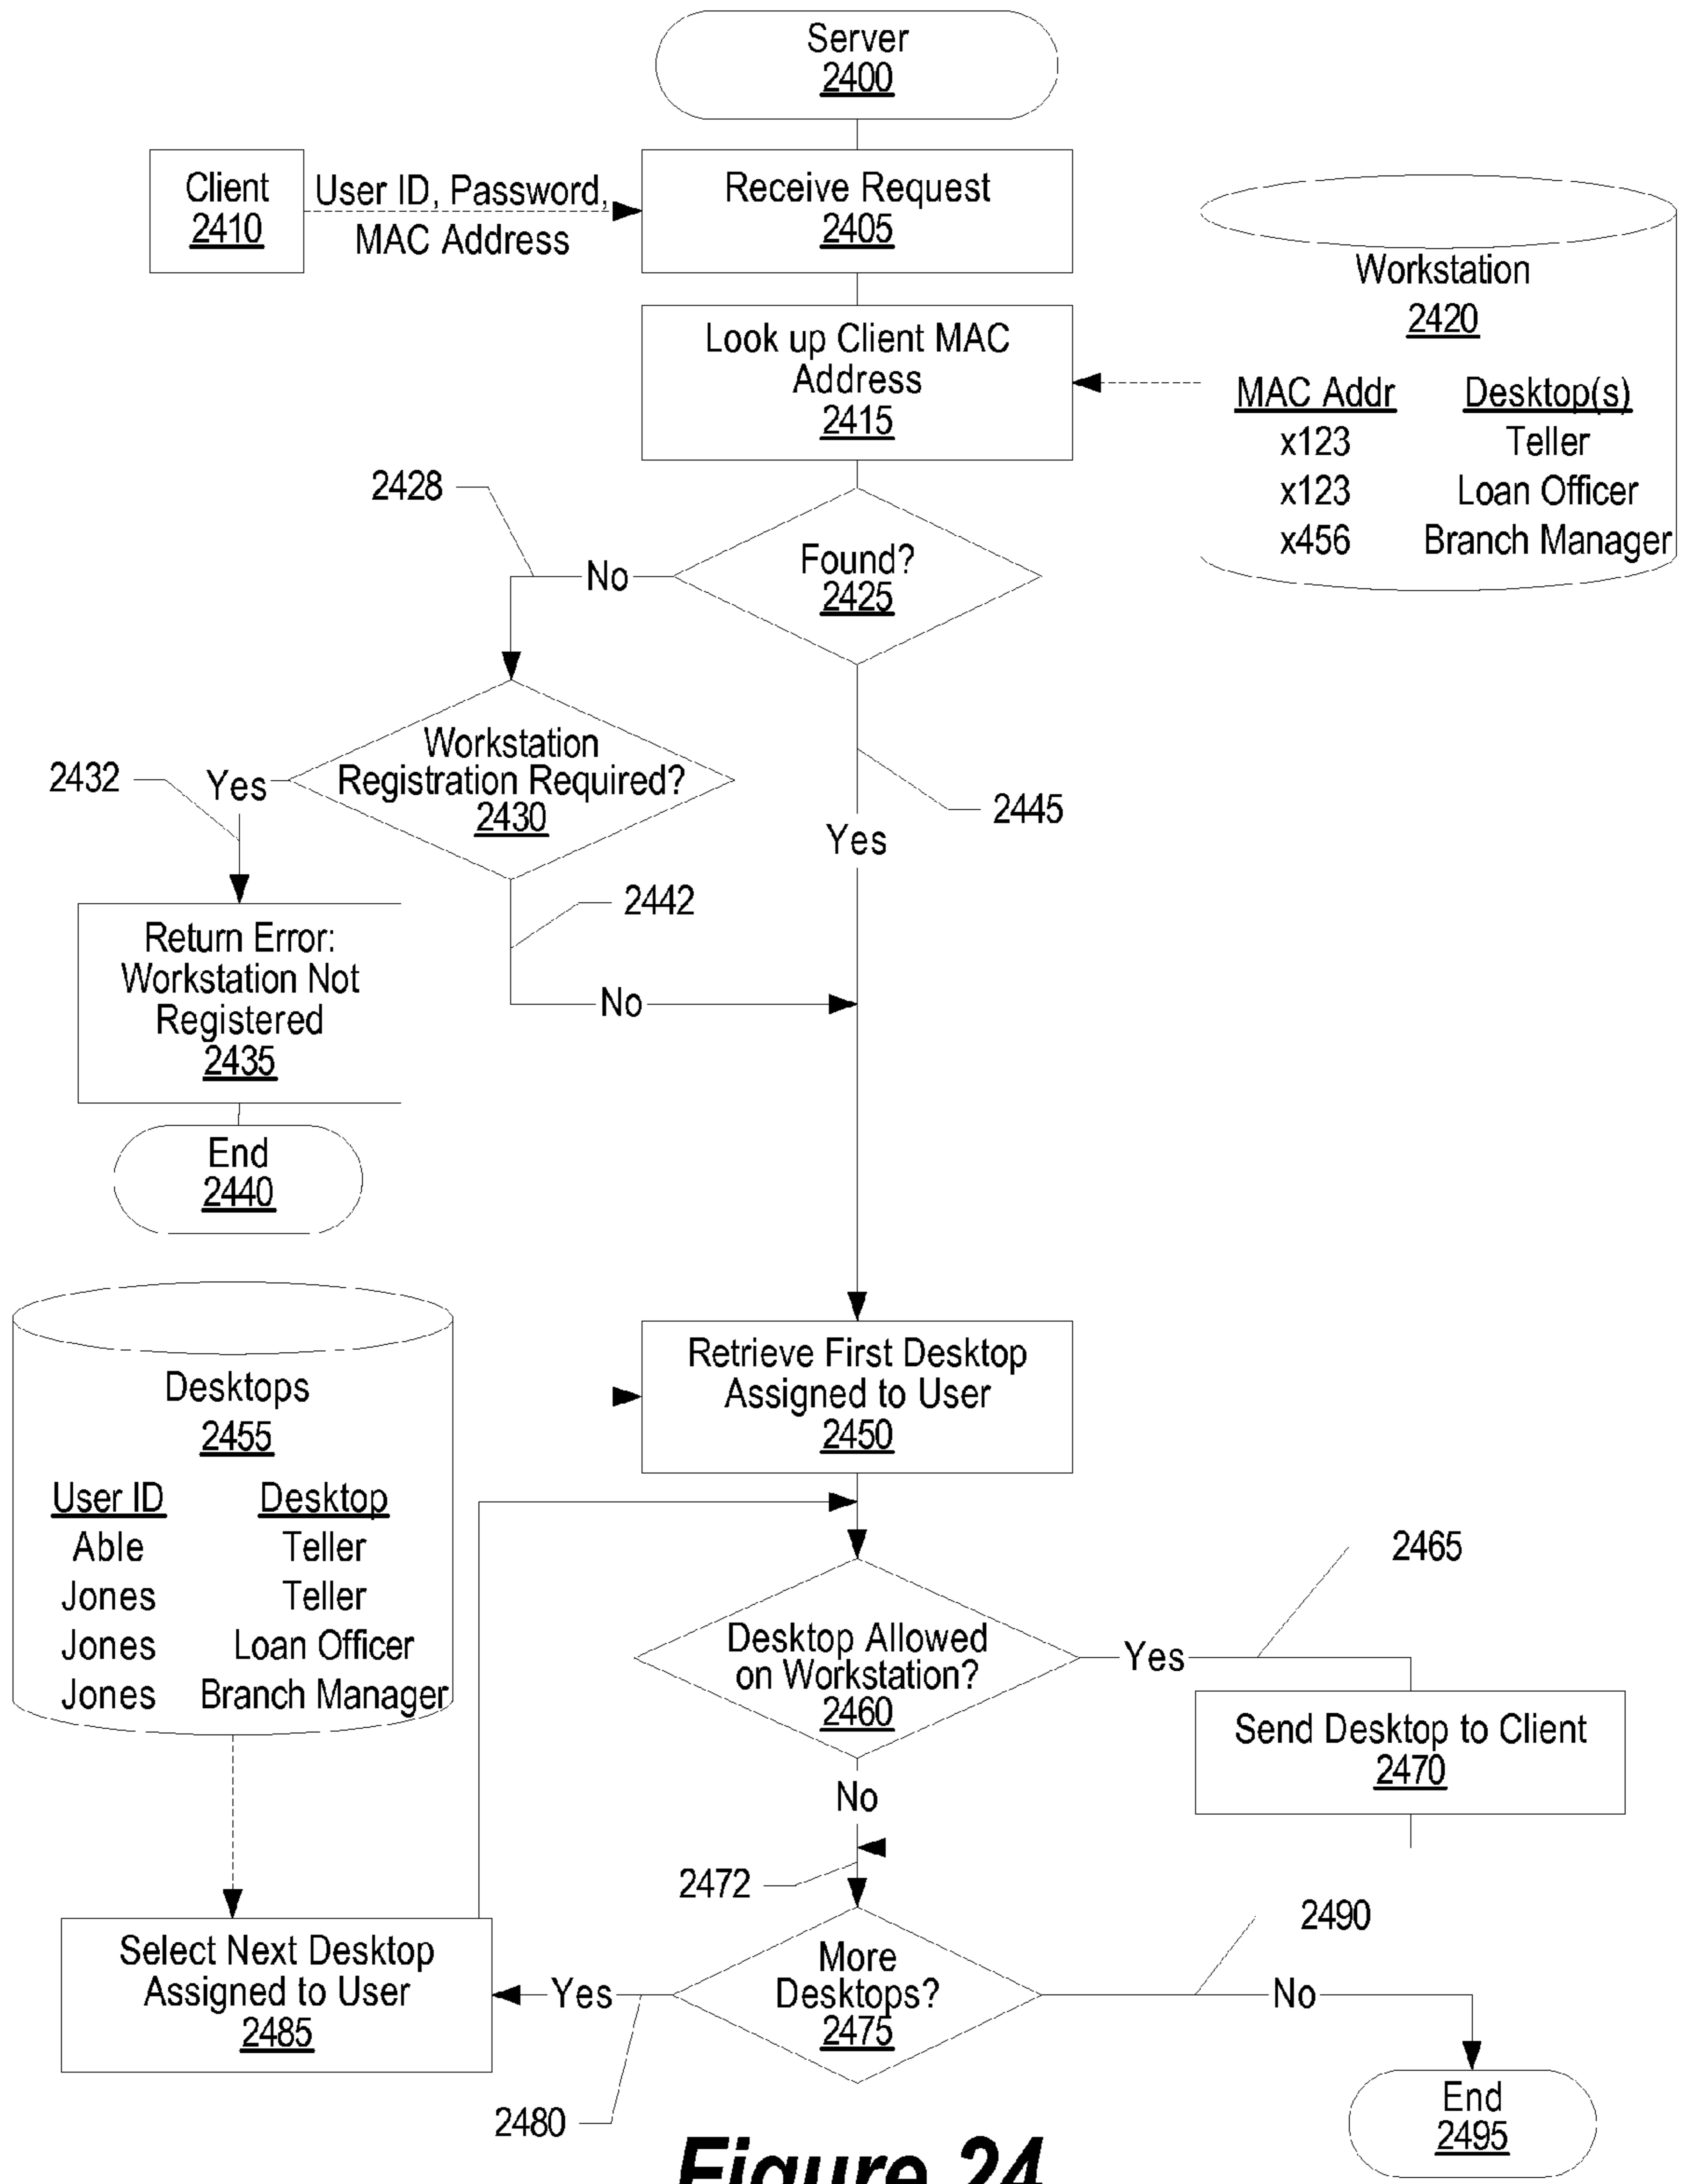 Server
2400
Client
2410
User ID, Password,
MAC Address
Receive Request
2405
Look up Client MAC
Address
2415
Workstation
2420
MAC Addr Desktop(s)
x123 Teller
x123 Loan Officer
x456 Branch Manager
2428
No
Found?
2425
Workstation
Registration Required?
2430
2432
Yes
2445
Yes
2442
No
Return Error:
Workstation Not
Registered
2435
End
2440
Desktops
2455
User ID Desktop
Able Teller
Jones Teller
Jones Loan Officer
Jones Branch Manager
Retrieve First Desktop
Assigned to User
2450
Desktop Allowed
on Workstation?
2460
Yes
2465
Send Desktop to Client
2470
No
2472
More
Desktops?
2475
Yes
2480
Select Next Desktop
Assigned to User
2485
2490
No
End
2495
Figure 24